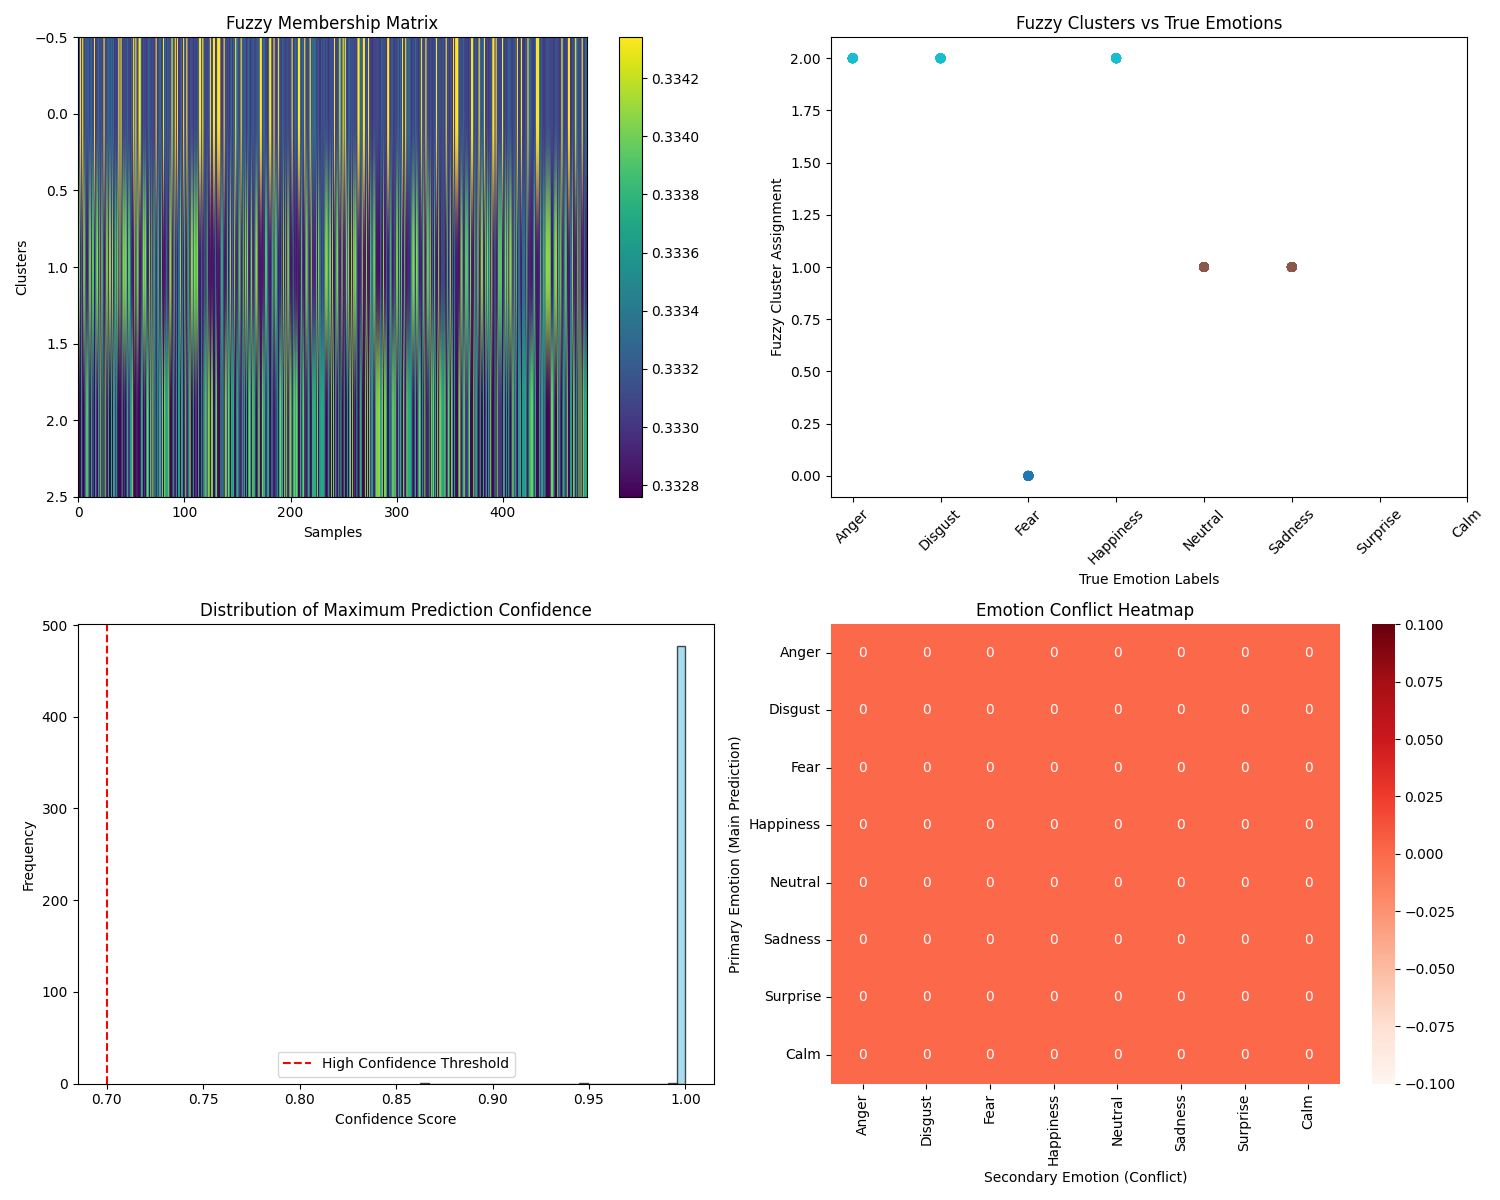 Fuzzy Membership Matrix
−0.5
0.0
0.5
1.0
1.5
2.0
2.5
Clusters
0 100 200 300 400
Samples
0.3342
0.3340
0.3338
0.3336
0.3334
0.3332
0.3330
0.3328
Fuzzy Clusters vs True Emotions
2.00
1.75
1.50
1.25
1.00
0.75
0.50
0.25
0.00
Fuzzy Cluster Assignment
Anger Disgust Fear Happiness Neutral Sadness Surprise Calm
True Emotion Labels
Distribution of Maximum Prediction Confidence
500
400
300
200
100
0
Frequency
High Confidence Threshold
0.70 0.75 0.80 0.85 0.90 0.95 1.00
Confidence Score
Emotion Conflict Heatmap
Primary Emotion (Main Prediction)
Anger 0 0 0 0 0 0 0 0
Disgust 0 0 0 0 0 0 0 0
Fear 0 0 0 0 0 0 0 0
Happiness 0 0 0 0 0 0 0 0
Neutral 0 0 0 0 0 0 0 0
Sadness 0 0 0 0 0 0 0 0
Surprise 0 0 0 0 0 0 0 0
Calm 0 0 0 0 0 0 0 0
Anger Disgust Fear Happiness Neutral Sadness Surprise Calm
Secondary Emotion (Conflict)
0.100
0.075
0.050
0.025
0.000
−0.025
−0.050
−0.075
−0.100